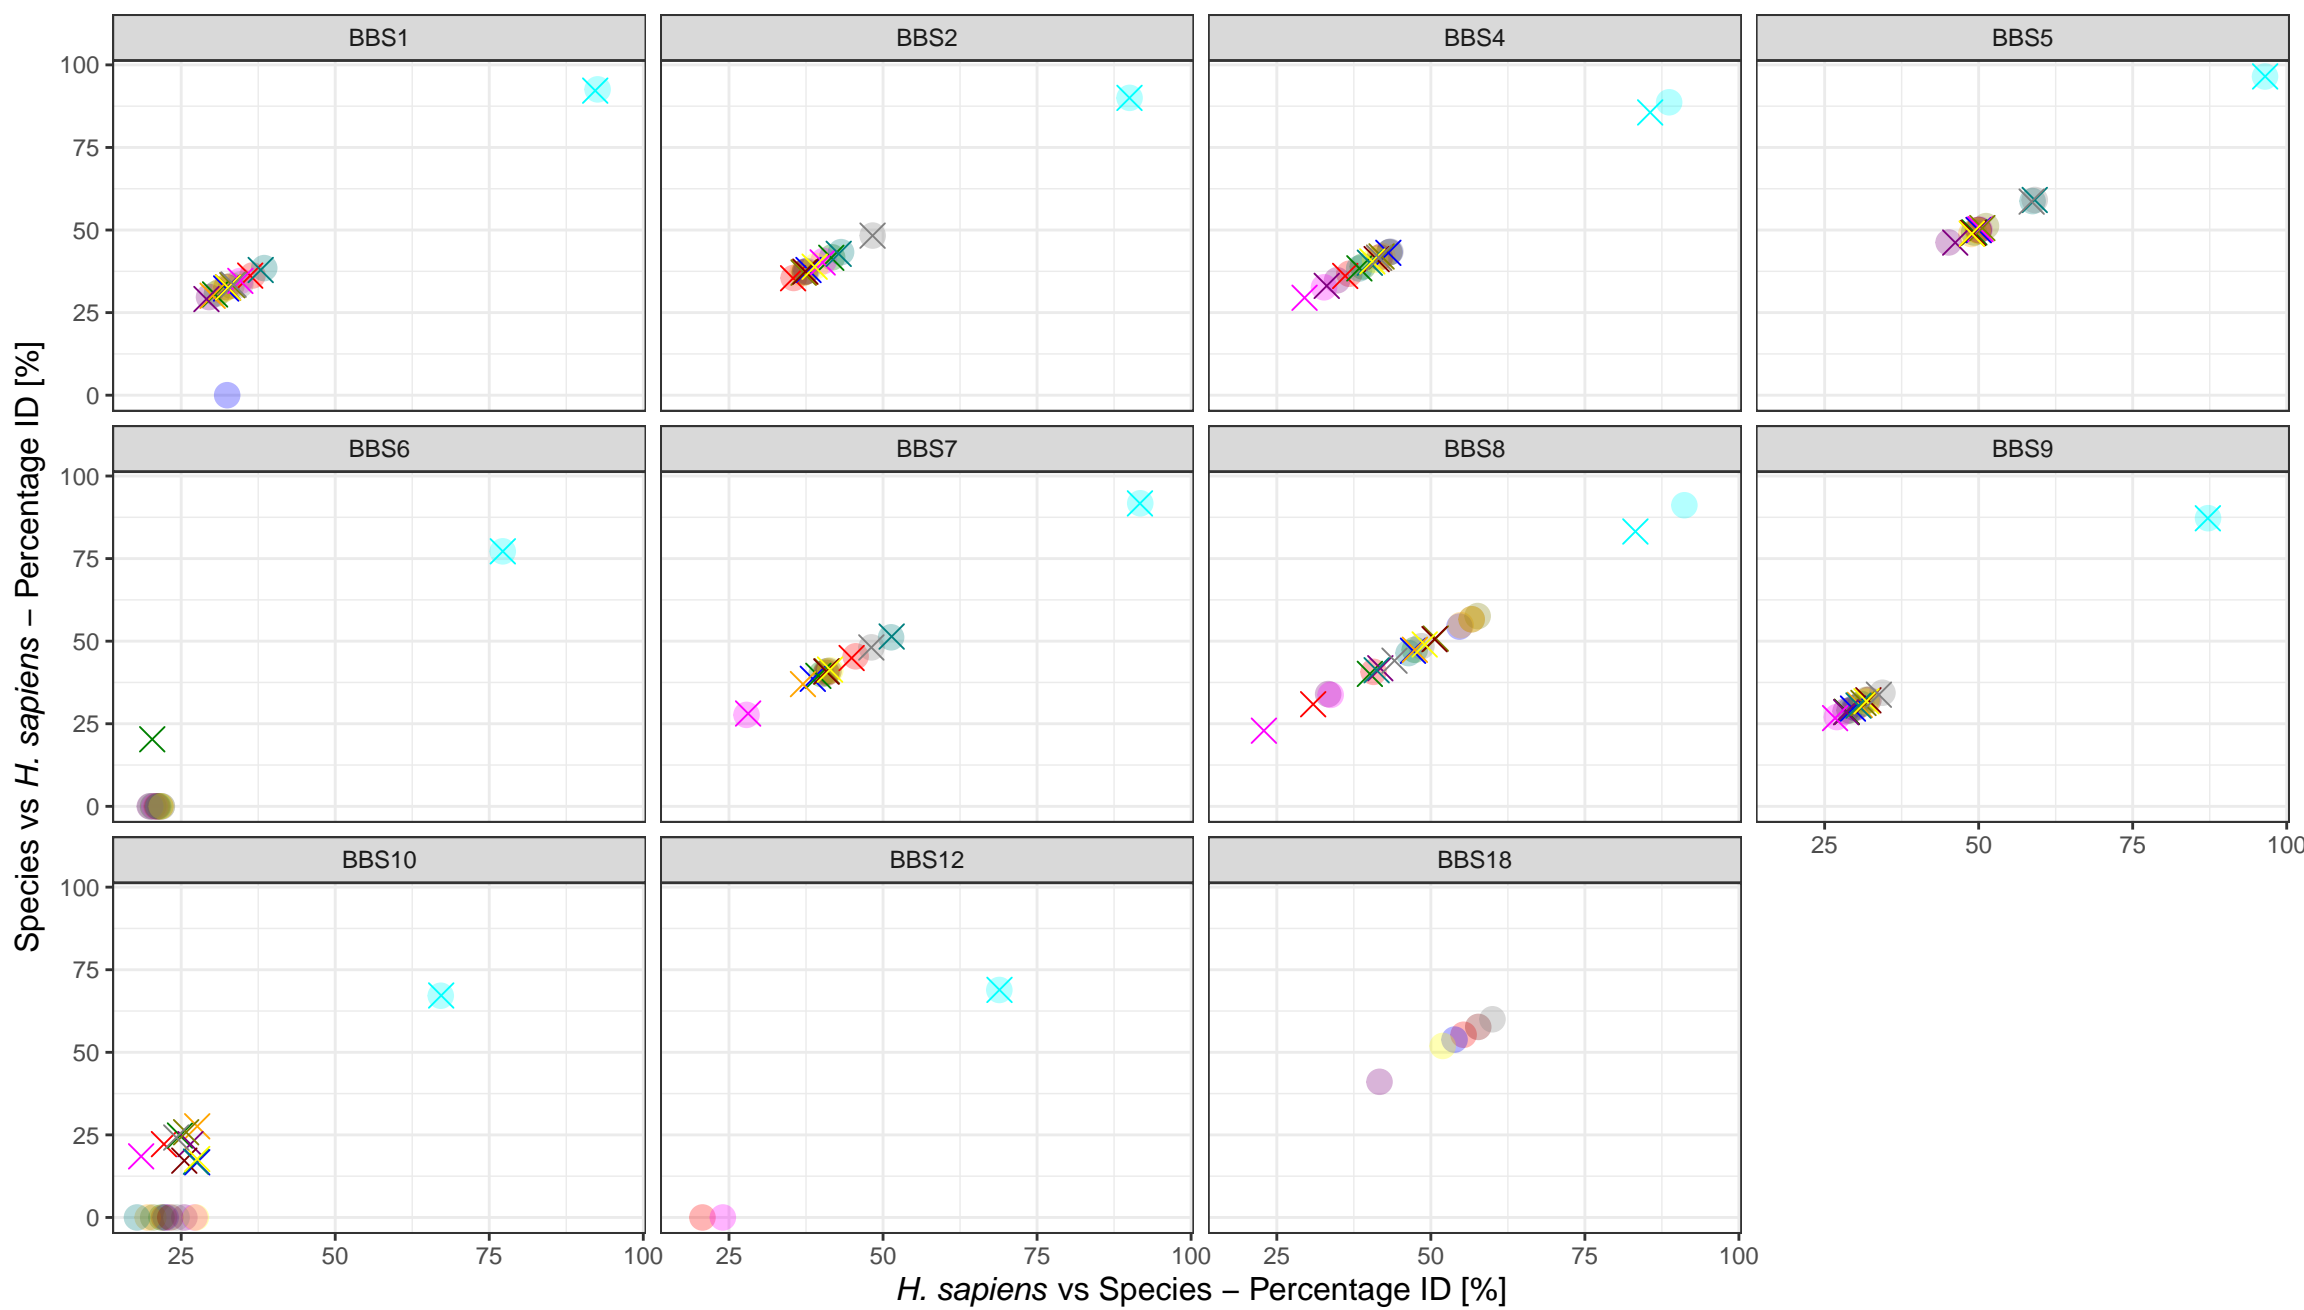 BBS1 BBS2 BBS4 BBS5
100
75
50
25
0
BBS6 BBS7 BBS8 BBS9
100
75
50
25
0
25 50 75 100
BBS10 BBS12 BBS18
100
75
50
25
0
25 50 75 100 25 50 75 100 25 50 75 100
H. sapiens vs Species – Percentage ID [%]
Species vs H. sapiens – Percentage ID [%]